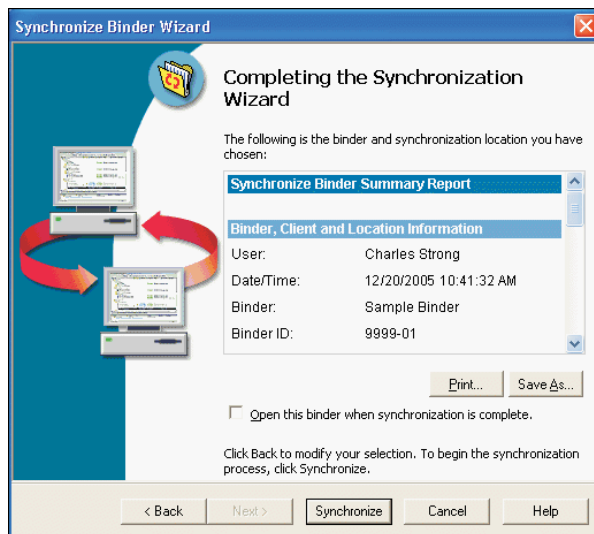 Synchronize Binder Wizard
Completing the Synchronization
Wizard
The following is the binder and synchronization location you have
chosen:
Synchronize Binder Summary Report
Binder, Client and Location Information
User: Charles Strong
Date/Time: 12/20/2005 10:41:32 AM
Binder: Sample Binder
Binder ID: 9999-01
Print... Save As...
Open this binder when synchronization is complete.
Click Back to modify your selection. To begin the synchronization
process, click Synchronize.
< Back Next > Synchronize Cancel Help